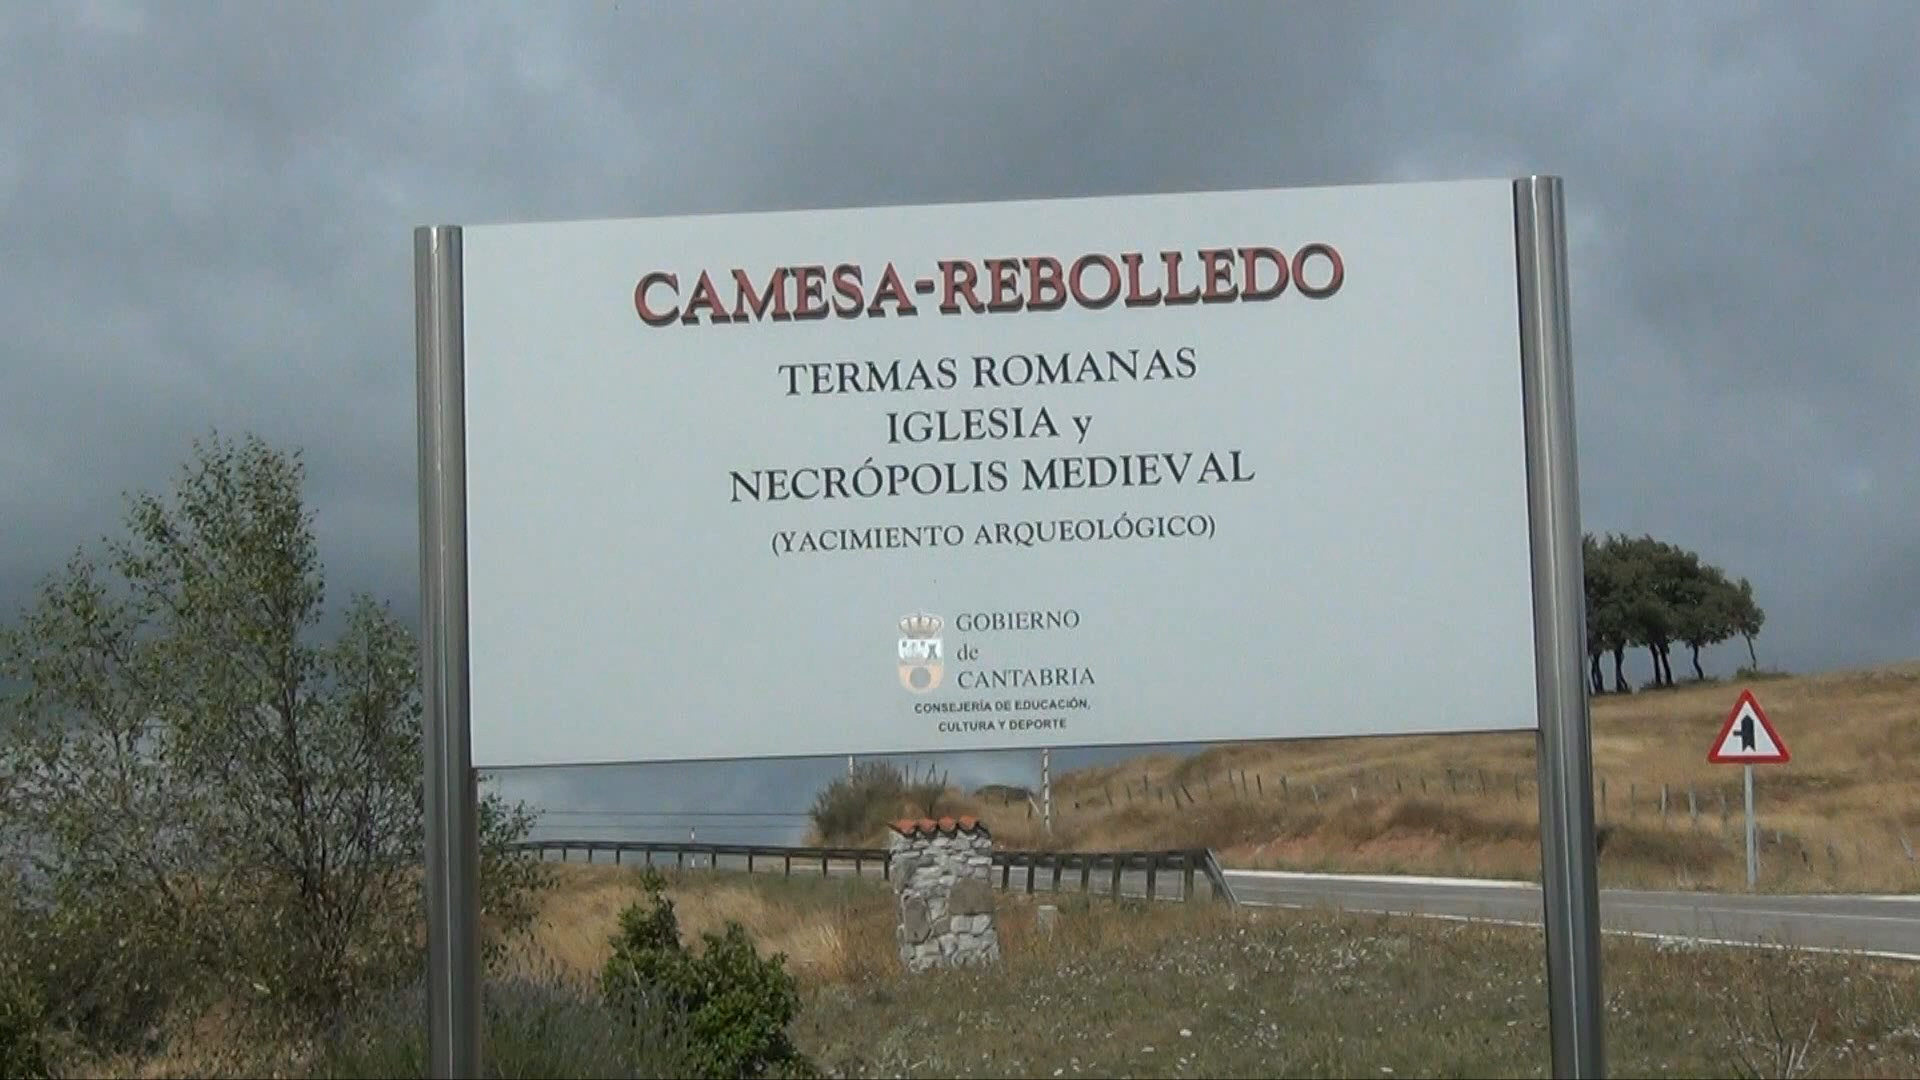 CAMESA-REBOLLEDO
TERMAS ROMANAS
IGLESIA y
NECRÓPOLIS MEDIEVAL
(YACIMIENTO ARQUEOLÓGICO)
GOBIERNO
de
CANTABRIA
CONSEJERÍA DE EDUCACIÓN,
CULTURA Y DEPORTE